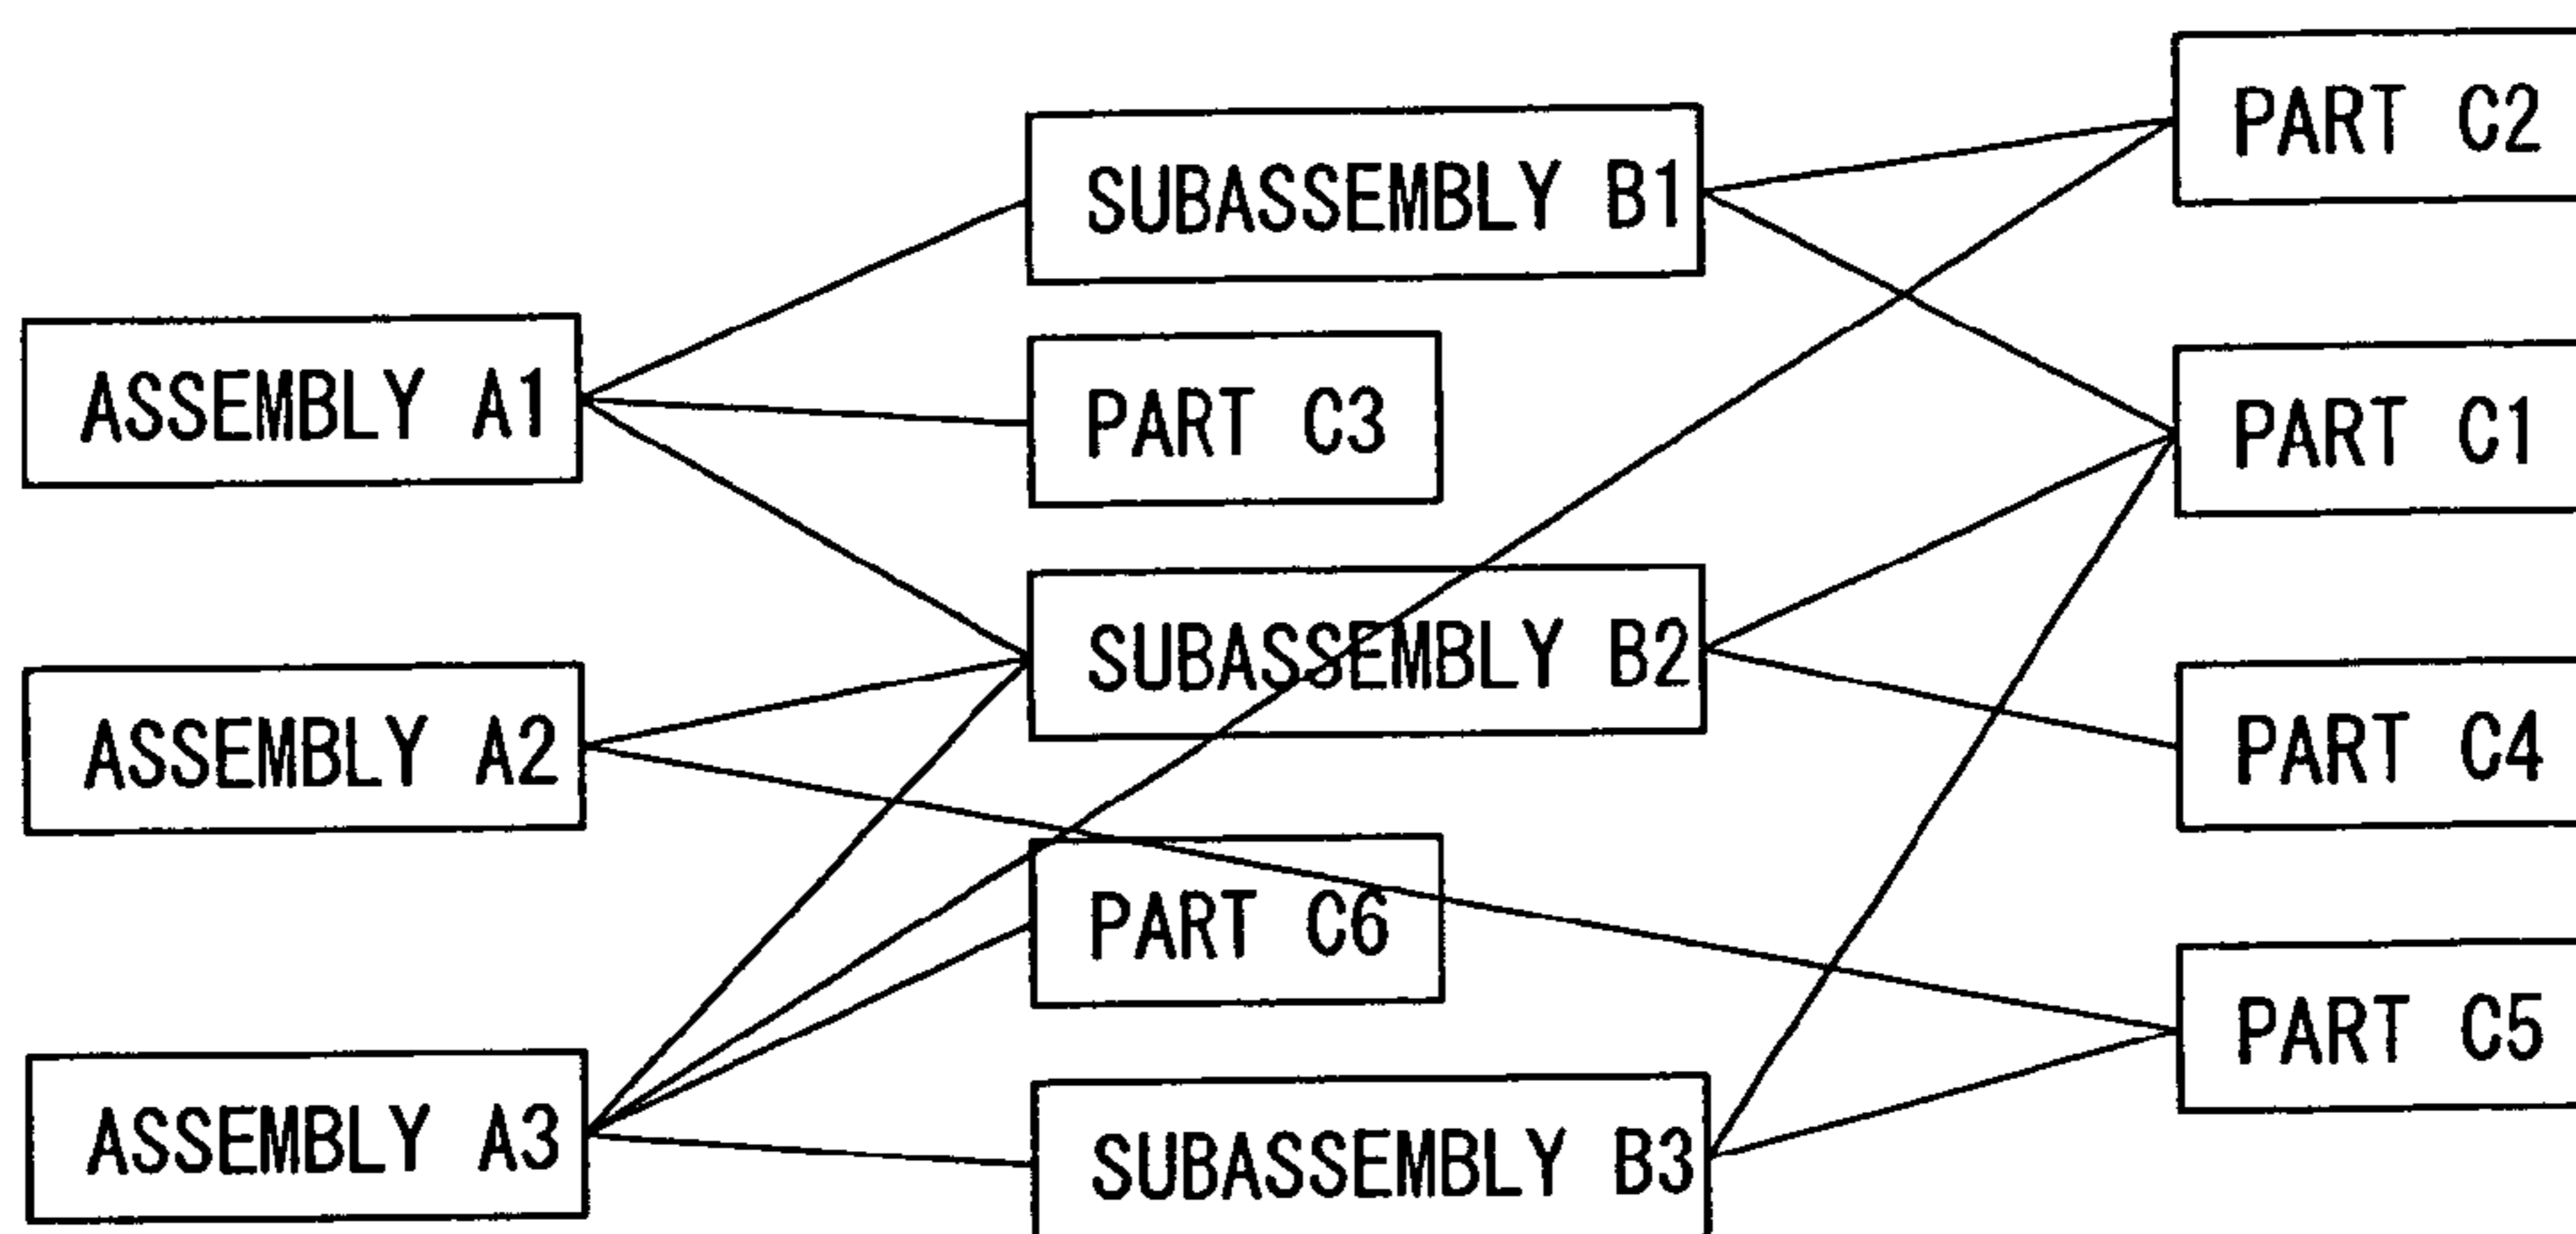 ASSEMBLY A1
ASSEMBLY A2
ASSEMBLY A3
SUBASSEMBLY B1
PART C3
SUBASSEMBLY B2
PART C6
SUBASSEMBLY B3
PART C2
PART C1
PART C4
PART C5